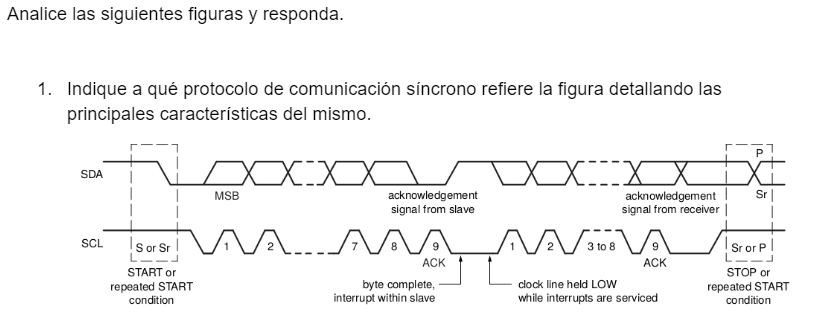 Analice las siguientes figuras y responda.
1. Indique a qué protocolo de comunicación síncrono refiere la figura detallando las
principales características del mismo.
P
SDA
Sr
MSB
acknowledgement
signal from slave
acknowledgement
signal from receiver
SCL
S or Sr
1
2
7
8
9
1
2
3 to 8
9
Sr or P
ACK
ACK
START or
repeated START
condition
byte complete,
interrupt within slave
clock line held LOW
while interrupts are serviced
STOP or
repeated START
condition